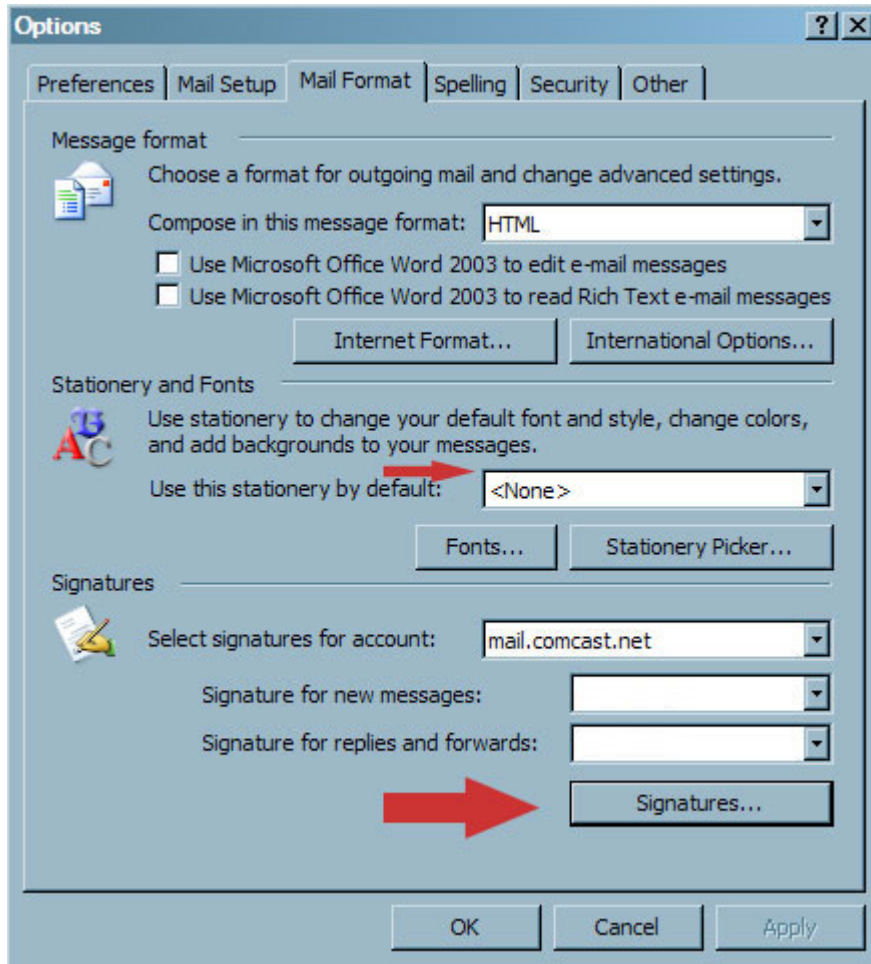 Options
Preferences Mail Setup Mail Format Spelling Security Other
Message format
Choose a format for outgoing mail and change advanced settings.
Compose in this message format: HTML
Use Microsoft Office Word 2003 to edit e-mail messages
Use Microsoft Office Word 2003 to read Rich Text e-mail messages
Internet Format... International Options...
Stationery and Fonts
Use stationery to change your default font and style, change colors,
and add backgrounds to your messages.
Use this stationery by default: <None>
Fonts... Stationery Picker...
Signatures
Select signatures for account: mail.comcast.net
Signature for new messages:
Signature for replies and forwards:
Signatures...
OK Cancel Apply